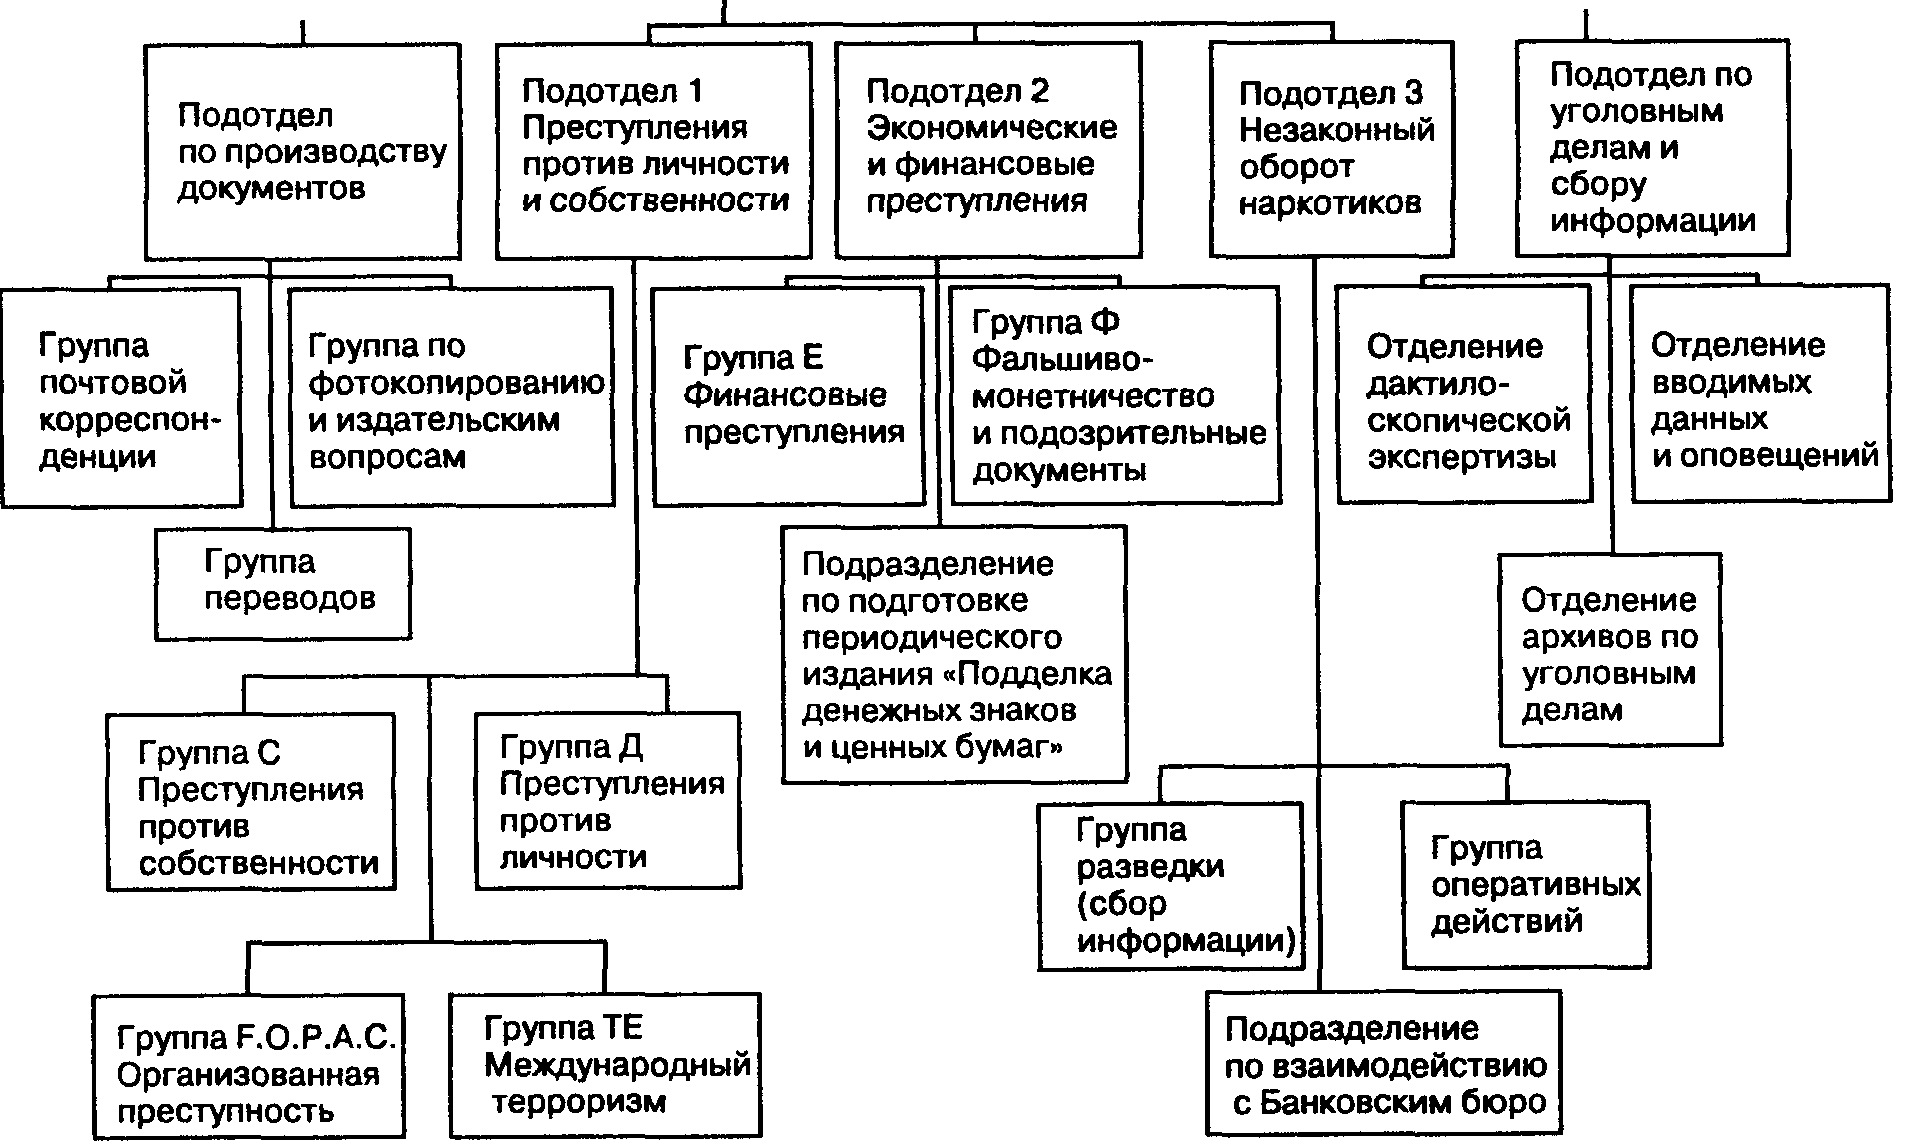 Подотдел
по производству
документов
Подотдел 1
Преступления
против личности
и собственности
Подотдел 2
Экономические
и финансовые
преступления
Подотдел 3
Незаконный
оборот
наркотиков
Подотдел по
уголовным
делам и
сбору
информации
Группа
почтовой
корреспон-
денции
Группа по
фотокопированию
и издательским
вопросам
Группа Е
Финансовые
преступления
Группа Ф
Фальшиво-
монетничество
и подозрительные
документы
Отделение
дактило-
скопической
экспертизы
Отделение
вводимых
данных
и оповещений
Группа
переводов
Подразделение
по подготовке
периодического
издания «Подделка
денежных знаков
и ценных бумаг»
Отделение
архивов по
уголовным
делам
Группа С
Преступления
против
собственности
Группа Д
Преступления
против
личности
Группа
разведки
(сбор
информации)
Группа
оперативных
действий
Группа F.O.P.A.C.
Организованная
преступность
Группа ТЕ
Международный
терроризм
Подразделение
по взаимодействию
с Банковским бюро